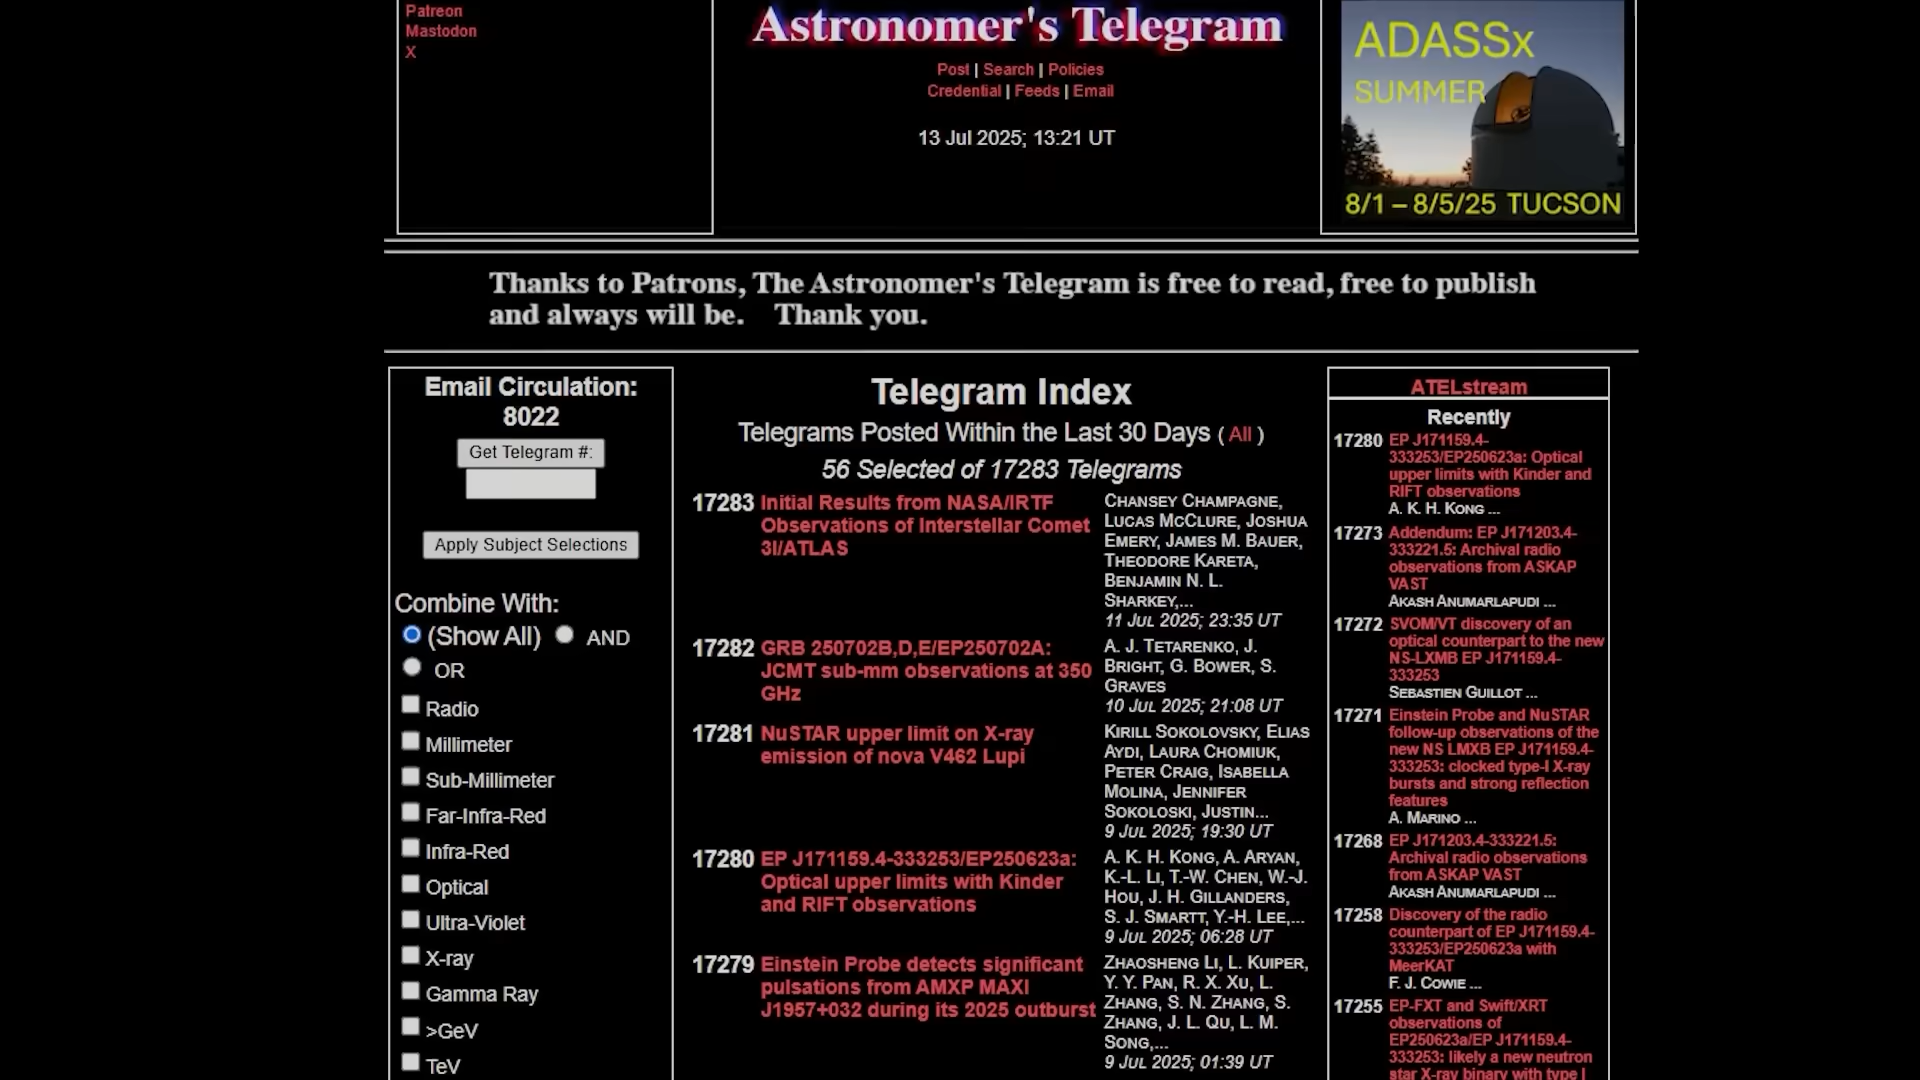 Patreon
Mastodon
X
Astronomer's Telegram
Post | Search | Policies
Credential | Feeds | Email
13 Jul 2025; 13:21 UT
ADASSx
SUMMER
8/1 – 8/5/25 TUCSON
Thanks to Patrons, The Astronomer's Telegram is free to read, free to publish
and always will be. Thank you.
Email Circulation:
8022
Get Telegram #:
Apply Subject Selections
Combine With:
(Show All) AND
OR
Radio
Millimeter
Sub-Millimeter
Far-Infra-Red
Infra-Red
Optical
Ultra-Violet
X-ray
Gamma Ray
>GeV
TeV
Telegram Index
Telegrams Posted Within the Last 30 Days ( All )
56 Selected of 17283 Telegrams
17283 Initial Results from NASA/IRTF
Observations of Interstellar Comet
3I/ATLAS
Chansey Champagne,
Lucas McClure, Joshua
Emery, James M. Bauer,
Theodore Kareta,
Benjamin N. L.
Sharkey,...
11 Jul 2025; 23:35 UT
17282 GRB 250702B,D,E/EP250702A:
JCMT sub-mm observations at 350
GHz
A. J. Tetarenko, J.
Bright, G. Bower, S.
Graves
10 Jul 2025; 21:08 UT
17281 NuSTAR upper limit on X-ray
emission of nova V462 Lupi
Kirill Sokolovsky, Elias
Aydi, Laura Chomiuk,
Peter Craig, Isabella
Molina, Jennifer
Sokoloski, Justin...
9 Jul 2025; 19:30 UT
17280 EP J171159.4-333253/EP250623a:
Optical upper limits with Kinder
and RIFT observations
A. K. H. Kong, A. Aryan,
K.-L. Li, T.-W. Chen, W.-J.
Hou, J. H. Gillanders,
S. J. Smartt, Y.-H. Lee,...
9 Jul 2025; 06:28 UT
17279 Einstein Probe detects significant
pulsations from AMXP MAXI
J1957+032 during its 2025 outburst
Zhaosheng Li, L. Kuiper,
Y. Y. Pan, R. X. Xu, L.
Zhang, S. N. Zhang, S.
Zhang, J. L. Qu, L. M.
Song,...
9 Jul 2025; 01:39 UT
ATELstream
Recently
17280 EP J171159.4-
333253/EP250623a: Optical
upper limits with Kinder and
RIFT observations
A. K. H. Kong ...
17273 Addendum: EP J171203.4-
333221.5: Archival radio
observations from ASKAP
VAST
Akash Anumarlapudi ...
17272 SVOM/VT discovery of an
optical counterpart to the new
NS-LXMB EP J171159.4-
333253
Sebastien Guillot ...
17271 Einstein Probe and NuSTAR
follow-up observations of the
new NS LMXB EP J171159.4-
333253: clocked type-I X-ray
bursts and strong reflection
features
A. Marino ...
17268 EP J171203.4-333221.5:
Archival radio observations
from ASKAP VAST
Akash Anumarlapudi ...
17258 Discovery of the radio
counterpart of EP J171159.4-
333253/EP250623a with
MeerKAT
F. J. Cowie ...
17255 EP-FXT and Swift/XRT
observations of
EP250623a/EP J171159.4-
333253: likely a new neutron
star X-ray binary with type I